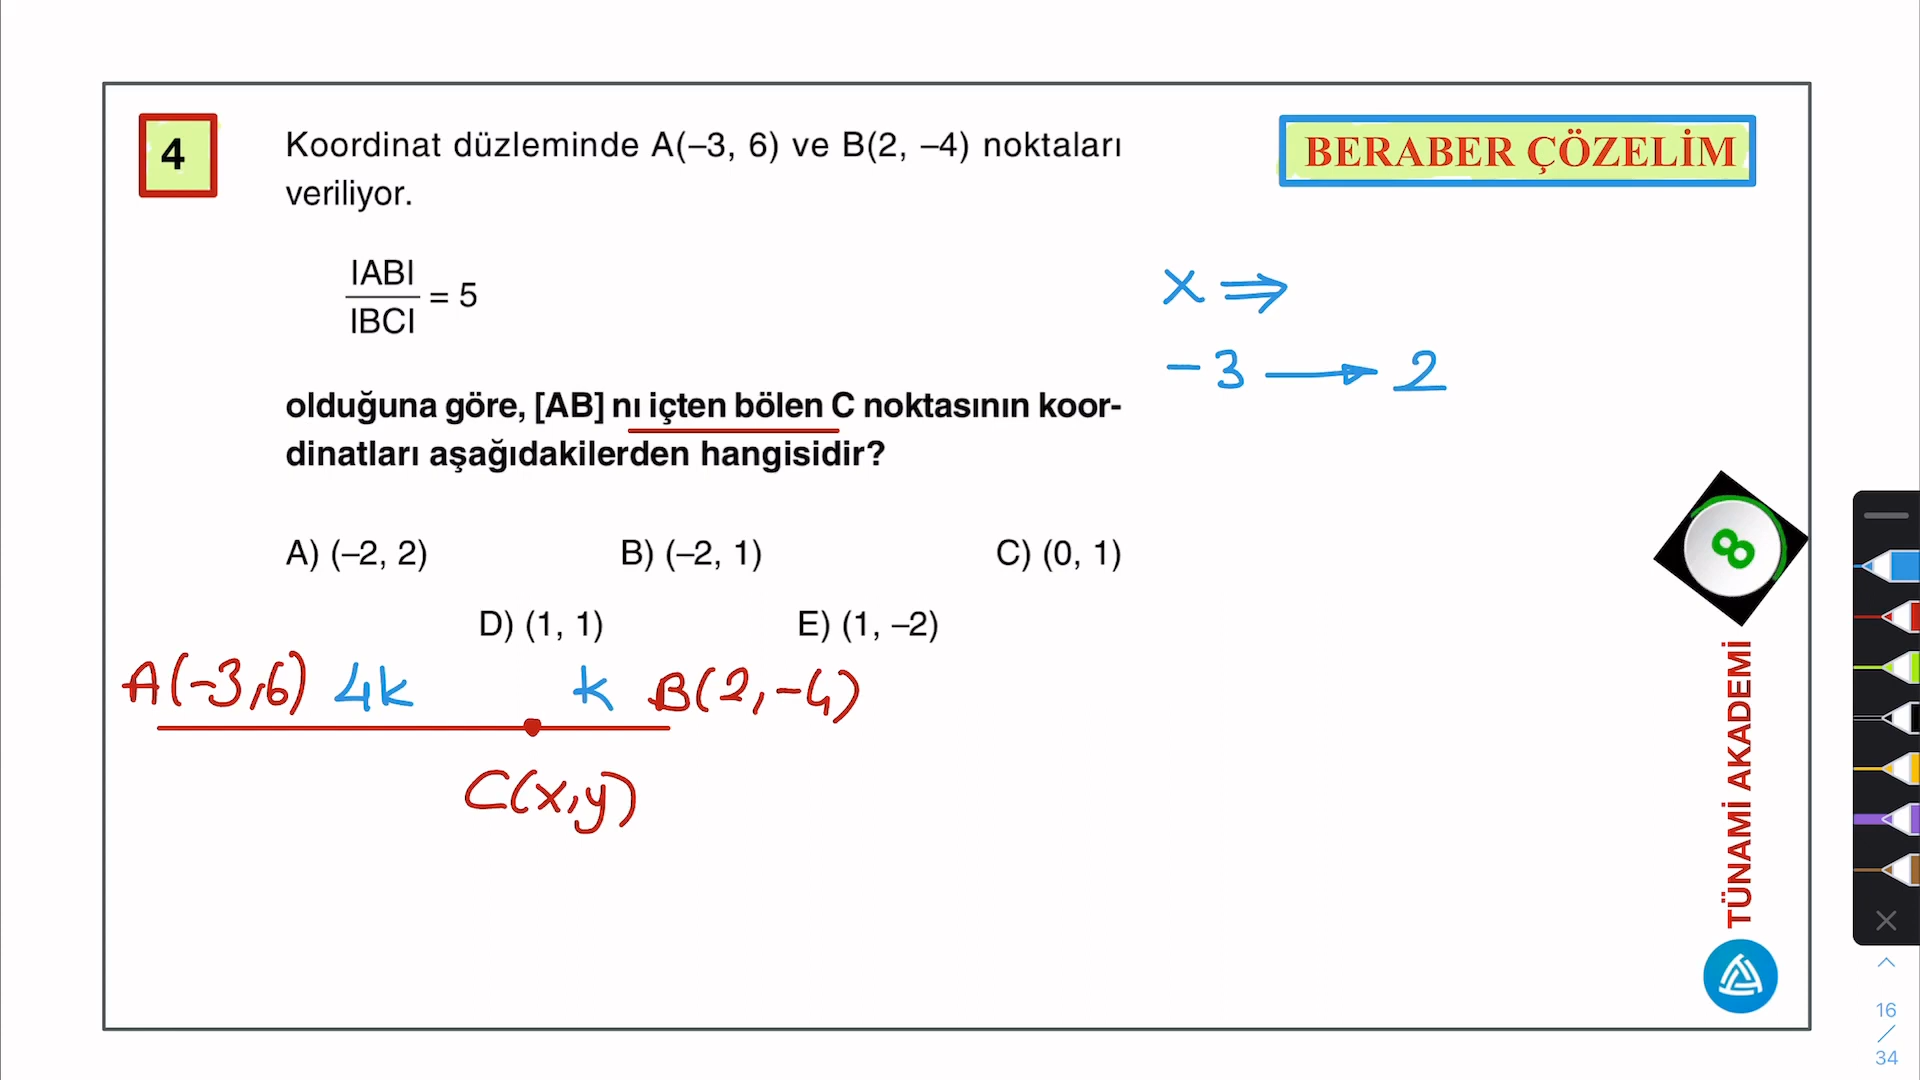 4
Koordinat düzleminde A(–3, 6) ve B(2, –4) noktaları
veriliyor.
|AB|
|BC|
= 5
olduğuna göre, [AB] nı içten bölen C noktasının koor-
dinatları aşağıdakilerden hangisidir?
A) (–2, 2) B) (–2, 1) C) (0, 1)
D) (1, 1) E) (1, –2)
A(-3,6) 4k k B(2,-4)
C(x,y)
BERABER ÇÖZELİM
x ⇒
-3 → 2
8
TÜNAMİ AKADEMİ
16
/
34